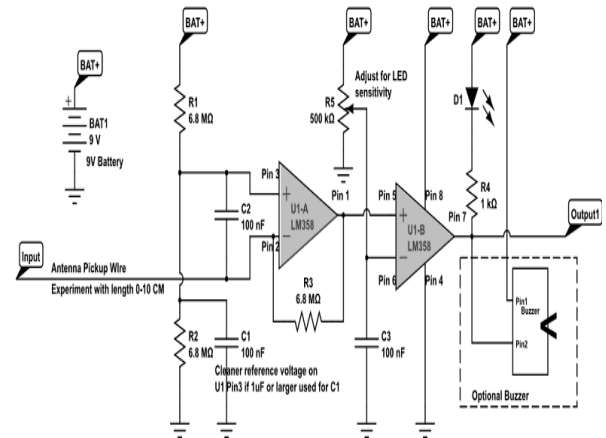 BAT+
BAT+
BAT+
BAT+
BAT+
BAT+
BAT1
9 V
9V Battery
R1
6.8 MΩ
R5
500 kΩ
Adjust for LED
sensitivity
D1
R4
1 kΩ
Pin 3
Pin 1
Pin 5
Pin 8
Pin 7
Output1
C2
100 nF
U1-A
LM358
U1-B
LM358
Pin 2
Pin 6
Pin 4
Input
Antenna Pickup Wire
Experiment with length 0-10 CM
R3
6.8 MΩ
R2
6.8 MΩ
C1
100 nF
C3
100 nF
Cleaner reference voltage on
U1 Pin3 if 1uF or larger used for C1
Pin1
Buzzer
Pin2
Optional Buzzer